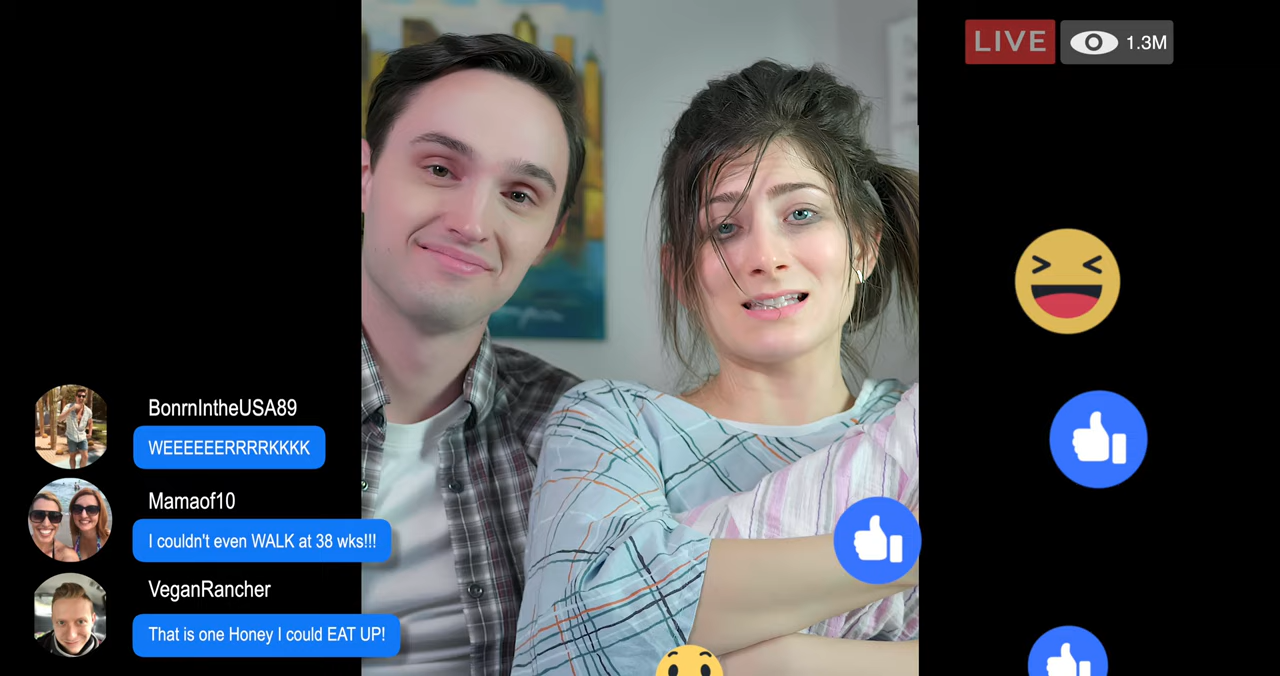 LIVE 1.3M
BonrnIntheUSA89
WEEEEEERRRRKKKK
Mamaof10
I couldn't even WALK at 38 wks!!!
VeganRancher
That is one Honey I could EAT UP!